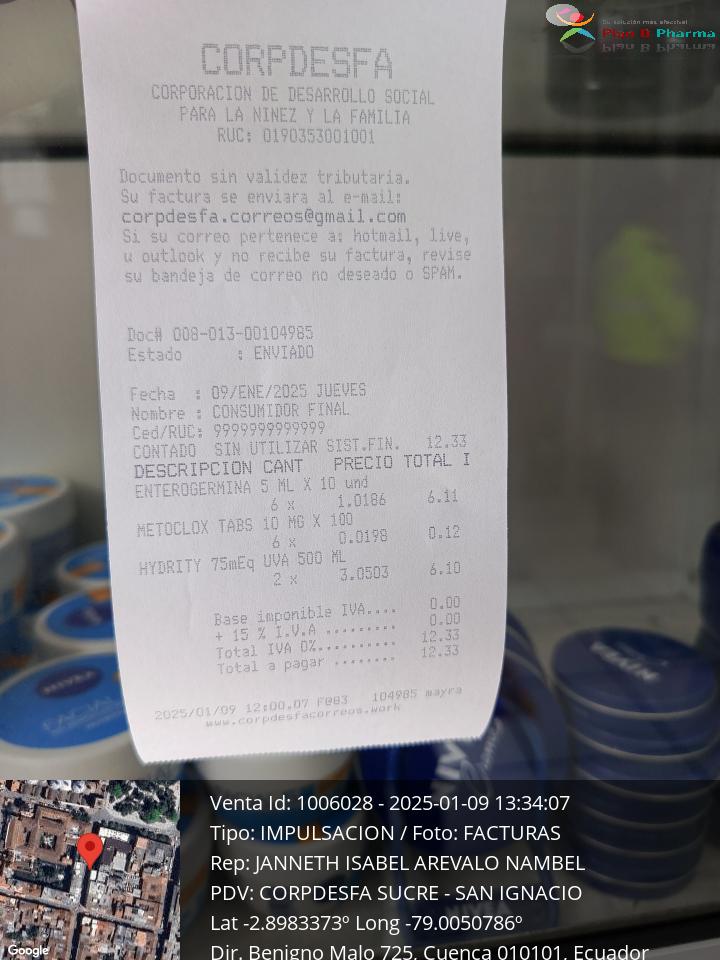 Su solución más efectiva!
Plan B Pharma
CORPDESFA
CORPORACION DE DESARROLLO SOCIAL
PARA LA NINEZ Y LA FAMILIA
RUC: 0190353001001
Documento sin validez tributaria.
Su factura se enviara al e-mail:
corpdesfa.correos@gmail.com
Si su correo pertenece a: hotmail, live,
u outlook y no recibe su factura, revise
su bandeja de correo no deseado o SPAM.
Doc# 008-013-00104985
Estado : ENVIADO
Fecha : 09/ENE/2025 JUEVES
Nombre : CONSUMIDOR FINAL
Ced/RUC: 9999999999999
CONTADO SIN UTILIZAR SIST.FIN. 12.33
DESCRIPCION CANT PRECIO TOTAL I
ENTEROGERMINA 5 ML X 10 und
6 x 1.0186 6.11
METOCLOX TABS 10 MG X 100
6 x 0.0198 0.12
HYDRITY 75mEq UVA 500 ML
2 x 3.0503 6.10
Base imponible IVA.... 0.00
+ 15 % I.V.A ......... 0.00
Total IVA 0%.......... 12.33
Total a pagar ........ 12.33
2025/01/09 12:00.07 F@83 104985 mayra
www.corpdesfacorreos.work
NIVEA
NIVEA
Google
Venta Id: 1006028 - 2025-01-09 13:34:07
Tipo: IMPULSACION / Foto: FACTURAS
Rep: JANNETH ISABEL AREVALO NAMBEL
PDV: CORPDESFA SUCRE - SAN IGNACIO
Lat -2.8983373º Long -79.0050786º
Dir. Benigno Malo 725, Cuenca 010101, Ecuador